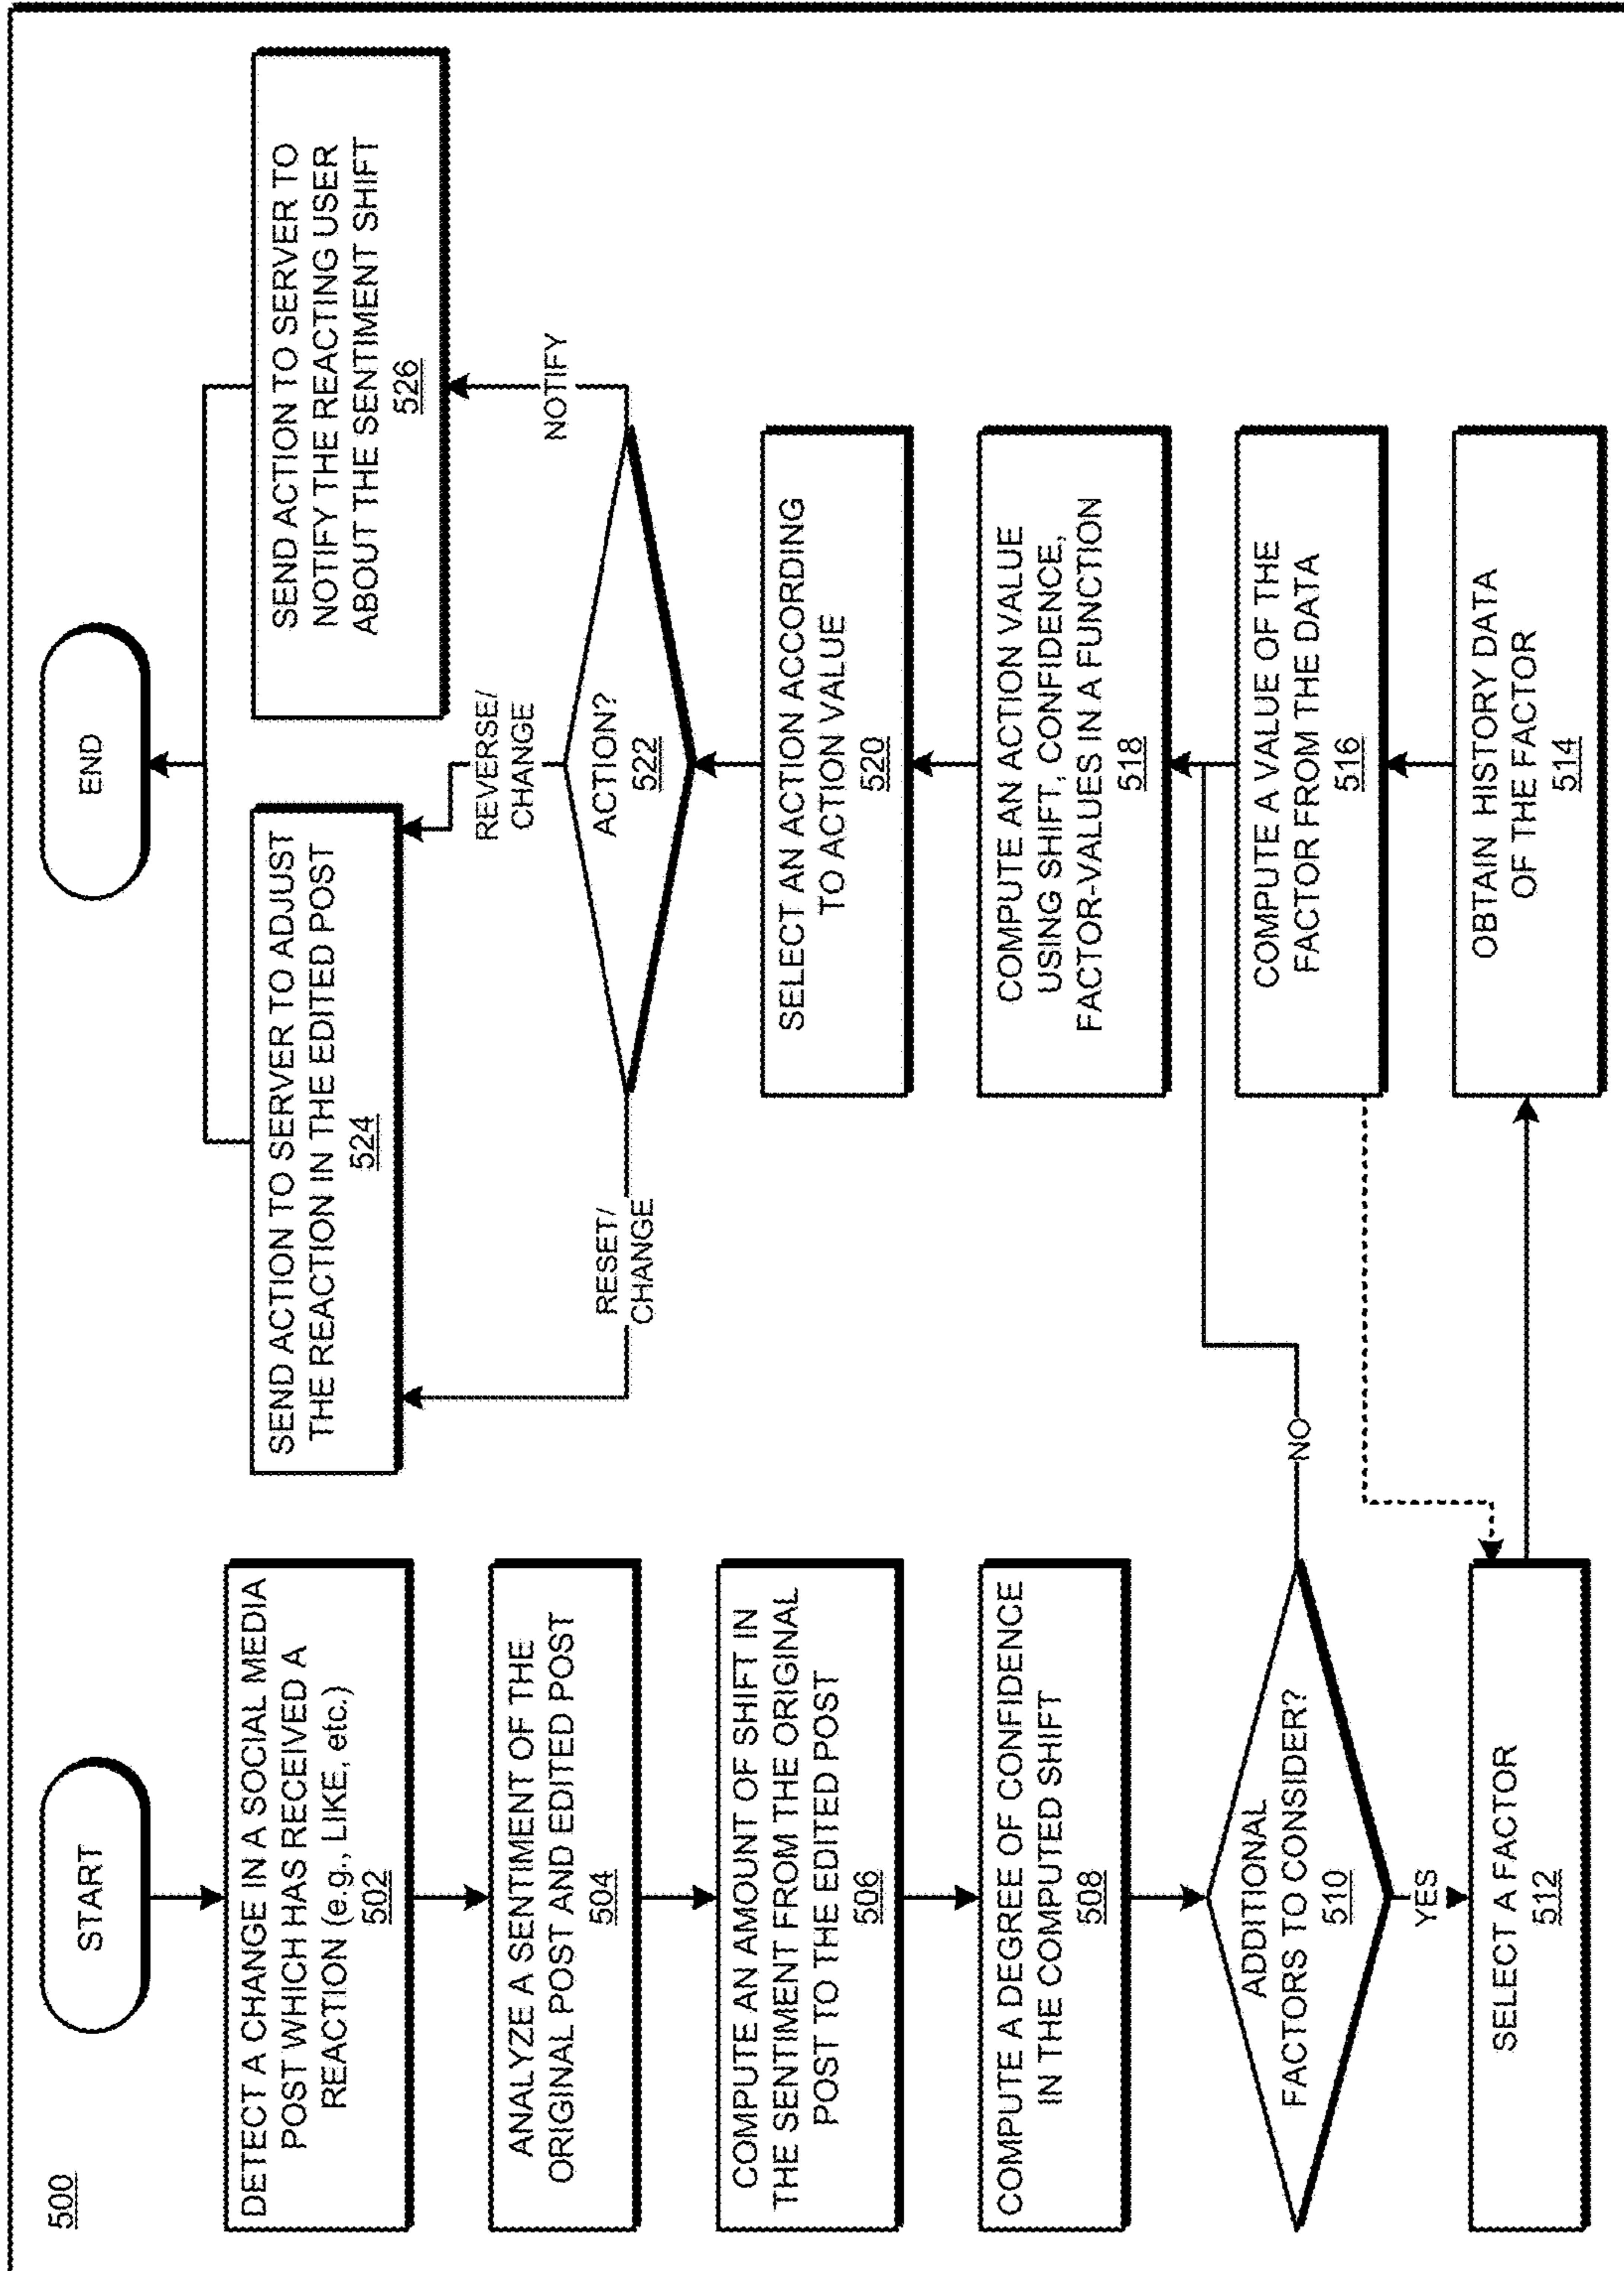 500
START
DETECT A CHANGE IN A SOCIAL MEDIA
POST WHICH HAS RECEIVED A
REACTION (e.g., LIKE, etc.)
502
ANALYZE A SENTIMENT OF THE
ORIGINAL POST AND EDITED POST
504
COMPUTE AN AMOUNT OF SHIFT IN
THE SENTIMENT FROM THE ORIGINAL
POST TO THE EDITED POST
506
COMPUTE A DEGREE OF CONFIDENCE
IN THE COMPUTED SHIFT
508
ADDITIONAL
FACTORS TO CONSIDER?
510
NO
YES
SELECT A FACTOR
512
OBTAIN HISTORY DATA
OF THE FACTOR
514
COMPUTE A VALUE OF THE
FACTOR FROM THE DATA
516
COMPUTE AN ACTION VALUE
USING SHIFT, CONFIDENCE,
FACTOR-VALUES IN A FUNCTION
518
SELECT AN ACTION ACCORDING
TO ACTION VALUE
520
ACTION?
522
RESET/
CHANGE
REVERSE/
CHANGE
NOTIFY
SEND ACTION TO SERVER TO ADJUST
THE REACTION IN THE EDITED POST
524
SEND ACTION TO SERVER TO
NOTIFY THE REACTING USER
ABOUT THE SENTIMENT SHIFT
526
END